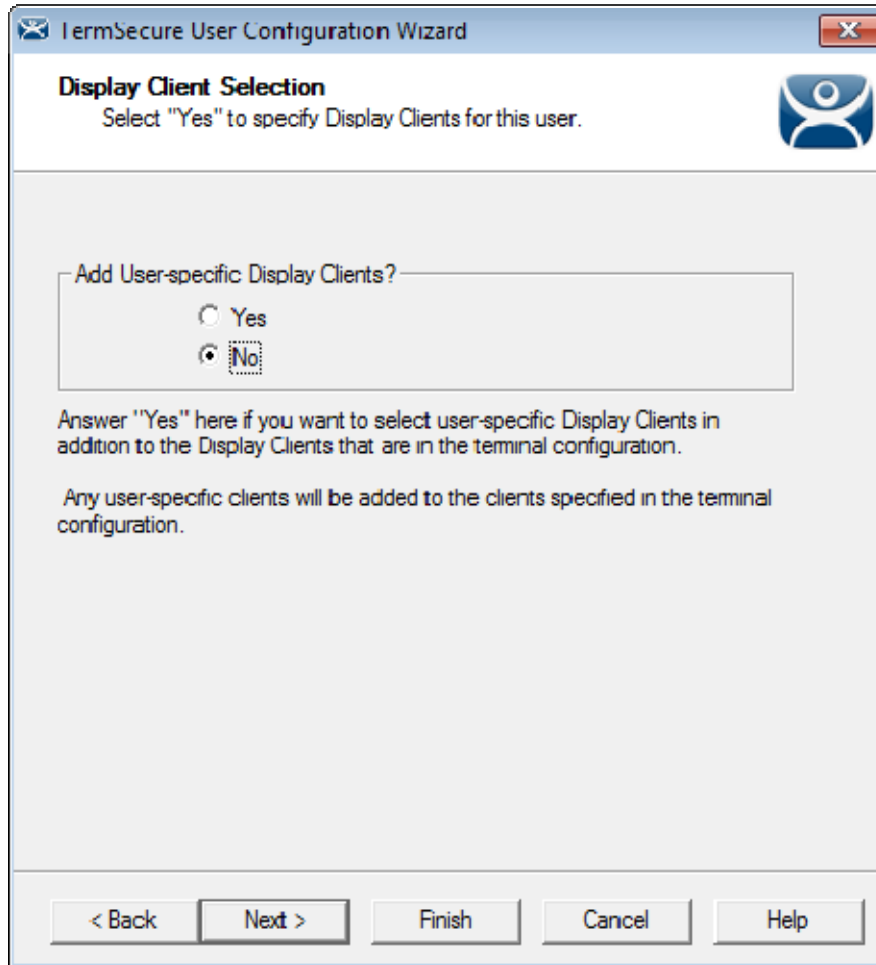 TermSecure User Configuration Wizard
Display Client Selection
Select "Yes" to specify Display Clients for this user.
Add User-specific Display Clients?
Yes
No
Answer "Yes" here if you want to select user-specific Display Clients in
addition to the Display Clients that are in the terminal configuration.
Any user-specific clients will be added to the clients specified in the terminal
configuration.
< Back
Next >
Finish
Cancel
Help